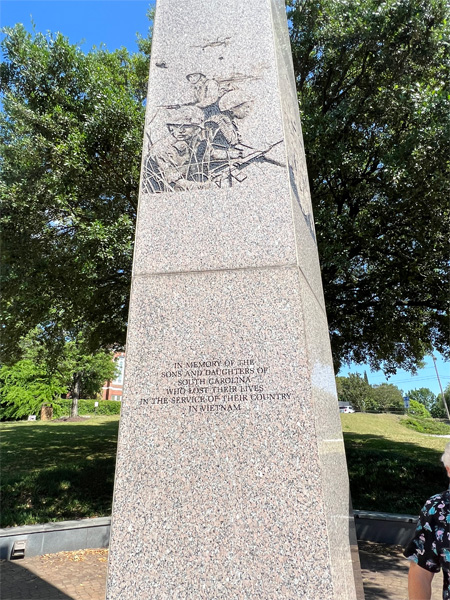 IN MEMORY OF THE
SONS AND DAUGHTERS OF
SOUTH CAROLINA
WHO LOST THEIR LIVES
IN THE SERVICE OF THEIR COUNTRY
IN VIETNAM